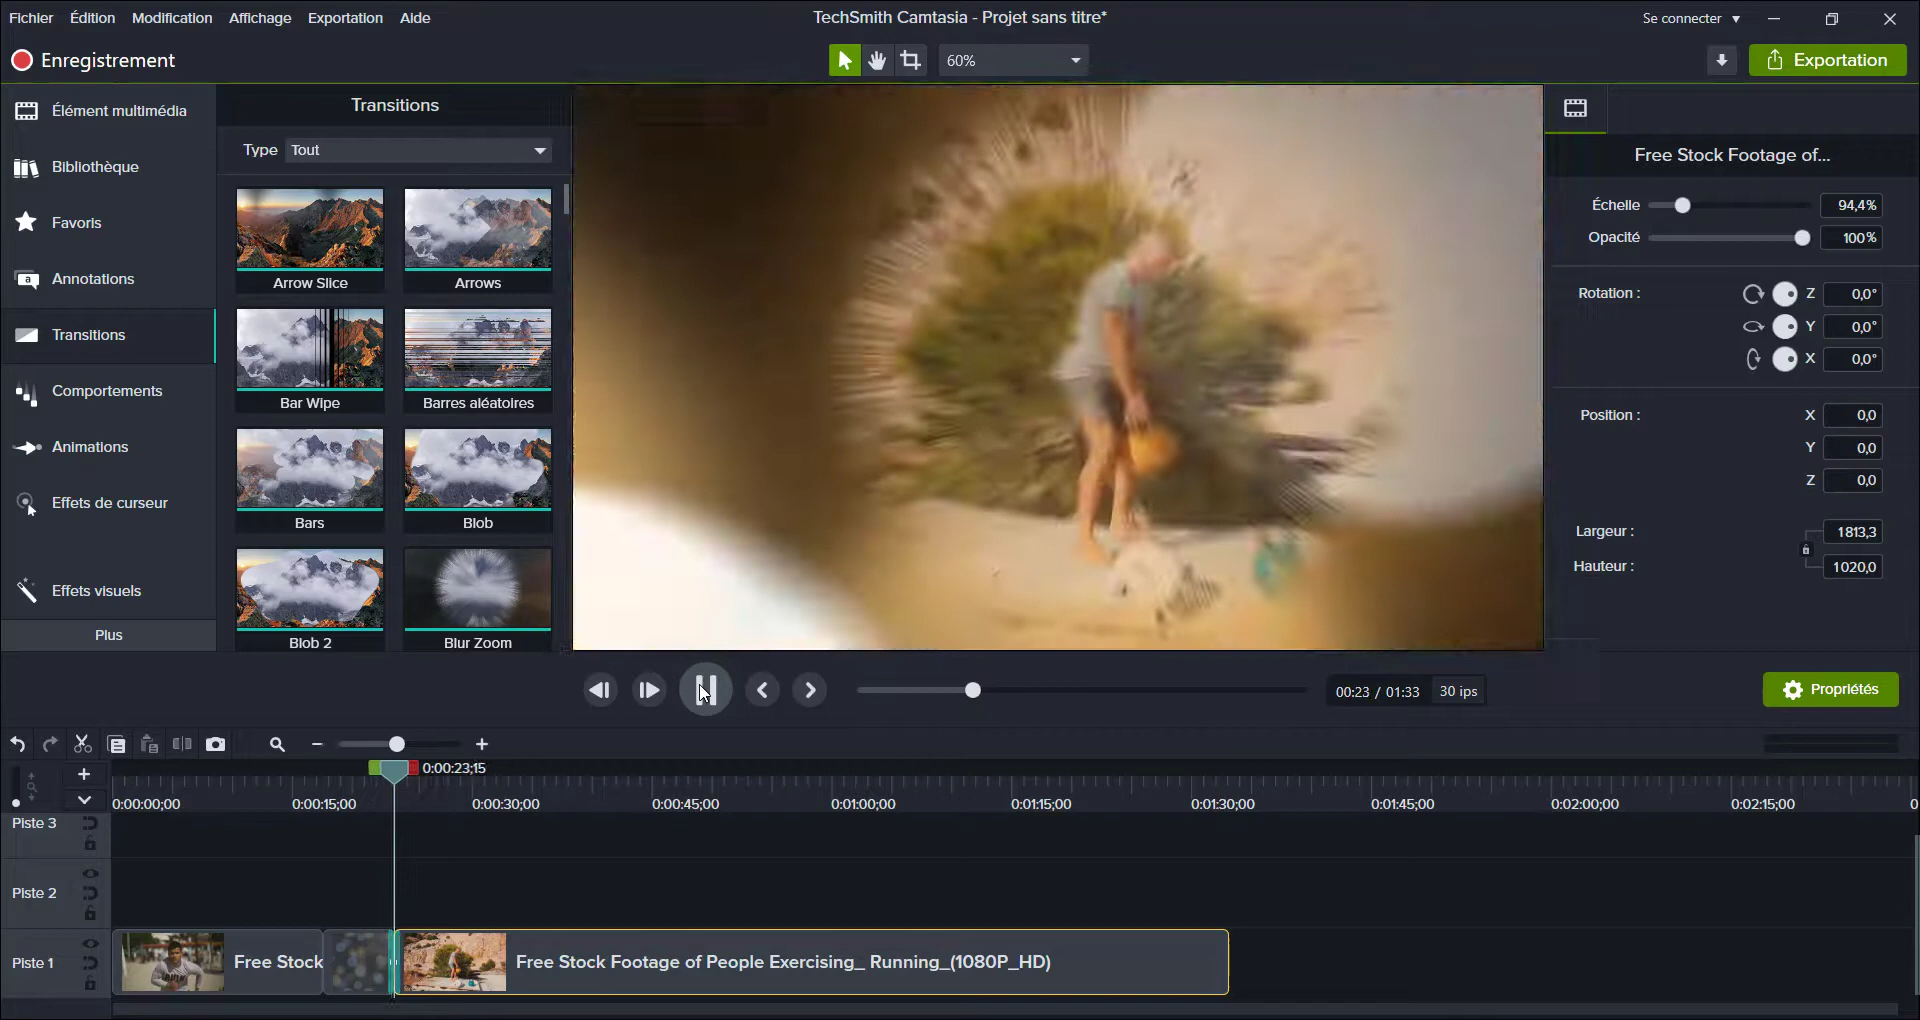 Fichier Édition Modification Affichage Exportation Aide
TechSmith Camtasia - Projet sans titre*
Se connecter
Enregistrement
60%
Exportation
Élément multimédia
Bibliothèque
Favoris
Annotations
Transitions
Comportements
Animations
Effets de curseur
Effets visuels
Plus
Transitions
Type Tout
Arrow Slice Arrows
Bar Wipe Barres aléatoires
Bars Blob
Blob 2 Blur Zoom
Free Stock Footage of...
Échelle 94,4%
Opacité 100%
Rotation : Z 0,0°
Y 0,0°
X 0,0°
Position : X 0,0
Y 0,0
Z 0,0
Largeur : 1813,3
Hauteur : 1020,0
00:23 / 01:33 30 ips
Propriétés
0:00:23;15
0:00:00;00 0:00:15;00 0:00:30;00 0:00:45;00 0:01:00;00 0:01:15;00 0:01:30;00 0:01:45;00 0:02:00;00 0:02:15;00 0
Piste 3
Piste 2
Piste 1
Free Stock
Free Stock Footage of People Exercising_ Running_(1080P_HD)